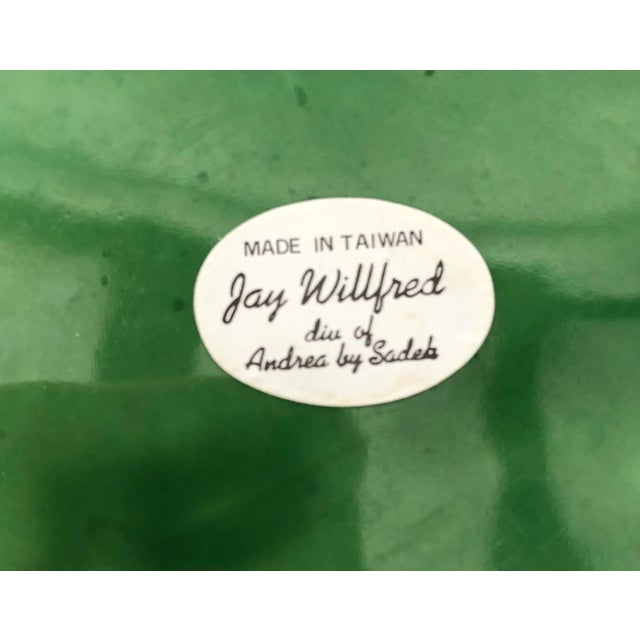 MADE IN TAIWAN
Jay Willfred
div of
Andrea by Sadek